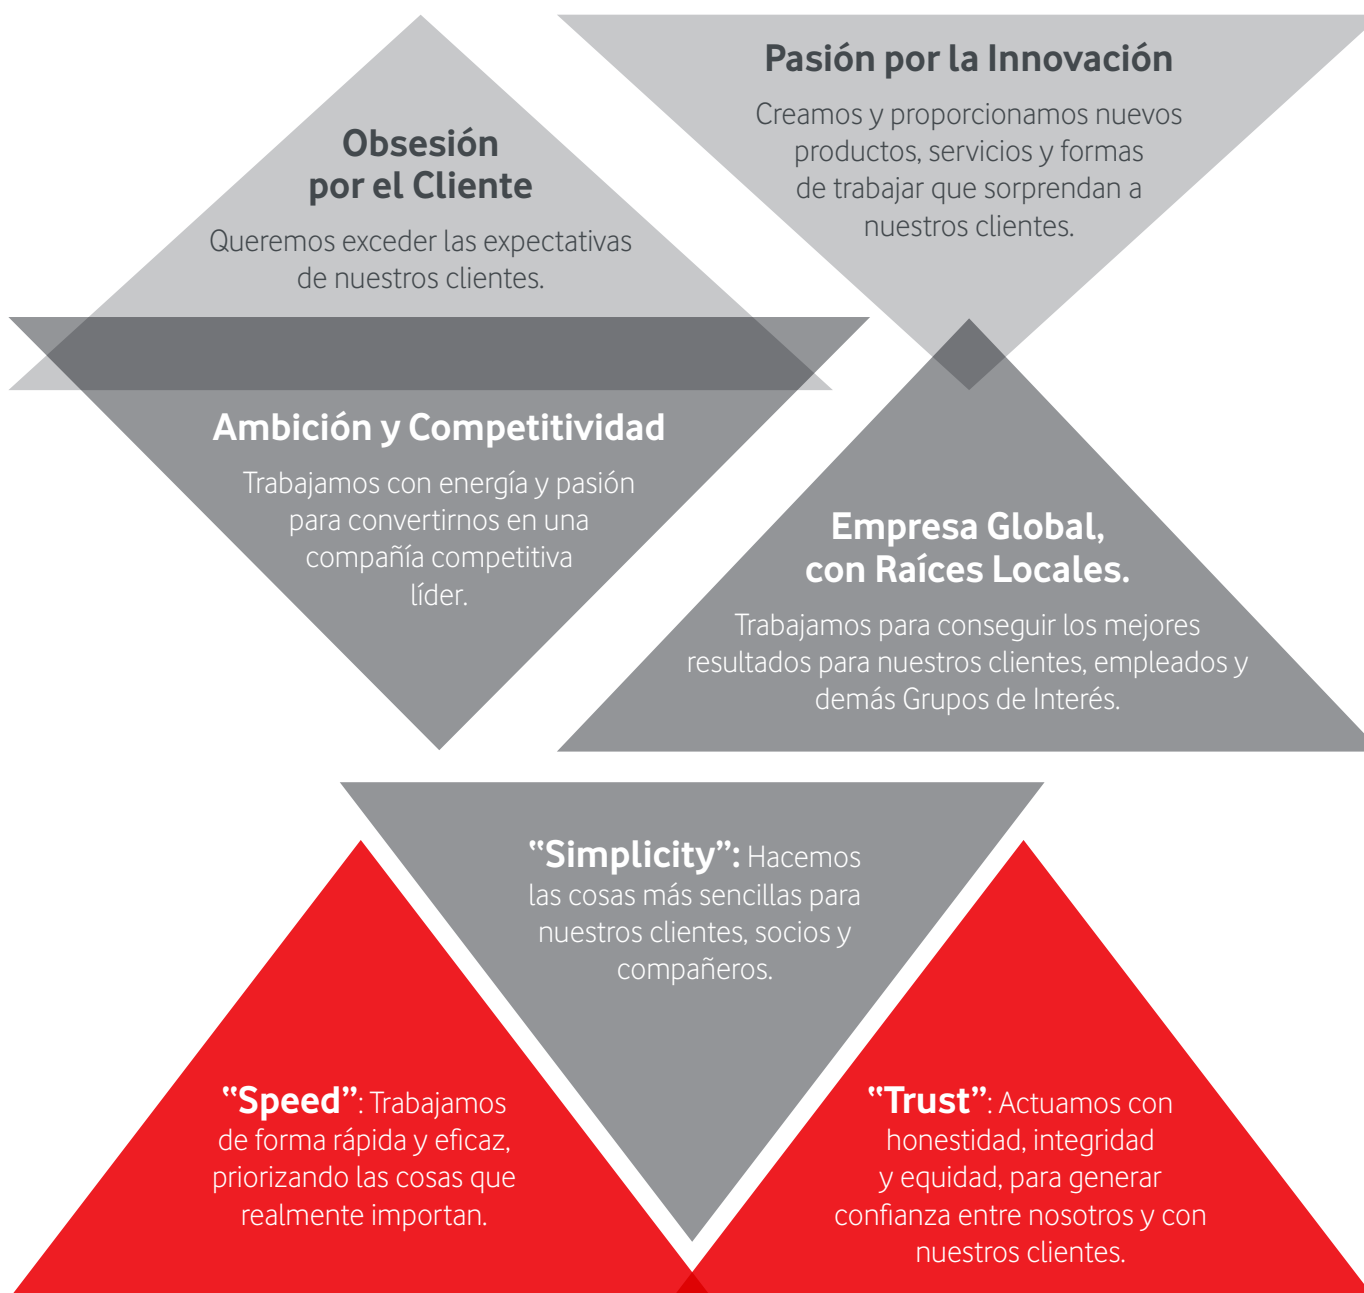 Obsesión
por el Cliente
Queremos exceder las expectativas
de nuestros clientes.
Pasión por la Innovación
Creamos y proporcionamos nuevos
productos, servicios y formas
de trabajar que sorprendan a
nuestros clientes.
Ambición y Competitividad
Trabajamos con energía y pasión
para convertirnos en una
compañía competitiva
líder.
Empresa Global,
con Raíces Locales.
Trabajamos para conseguir los mejores
resultados para nuestros clientes, empleados y
demás Grupos de Interés.
“Simplicity”: Hacemos
las cosas más sencillas para
nuestros clientes, socios y
compañeros.
“Speed”: Trabajamos
de forma rápida y eficaz,
priorizando las cosas que
realmente importan.
“Trust”: Actuamos con
honestidad, integridad
y equidad, para generar
confianza entre nosotros y con
nuestros clientes.